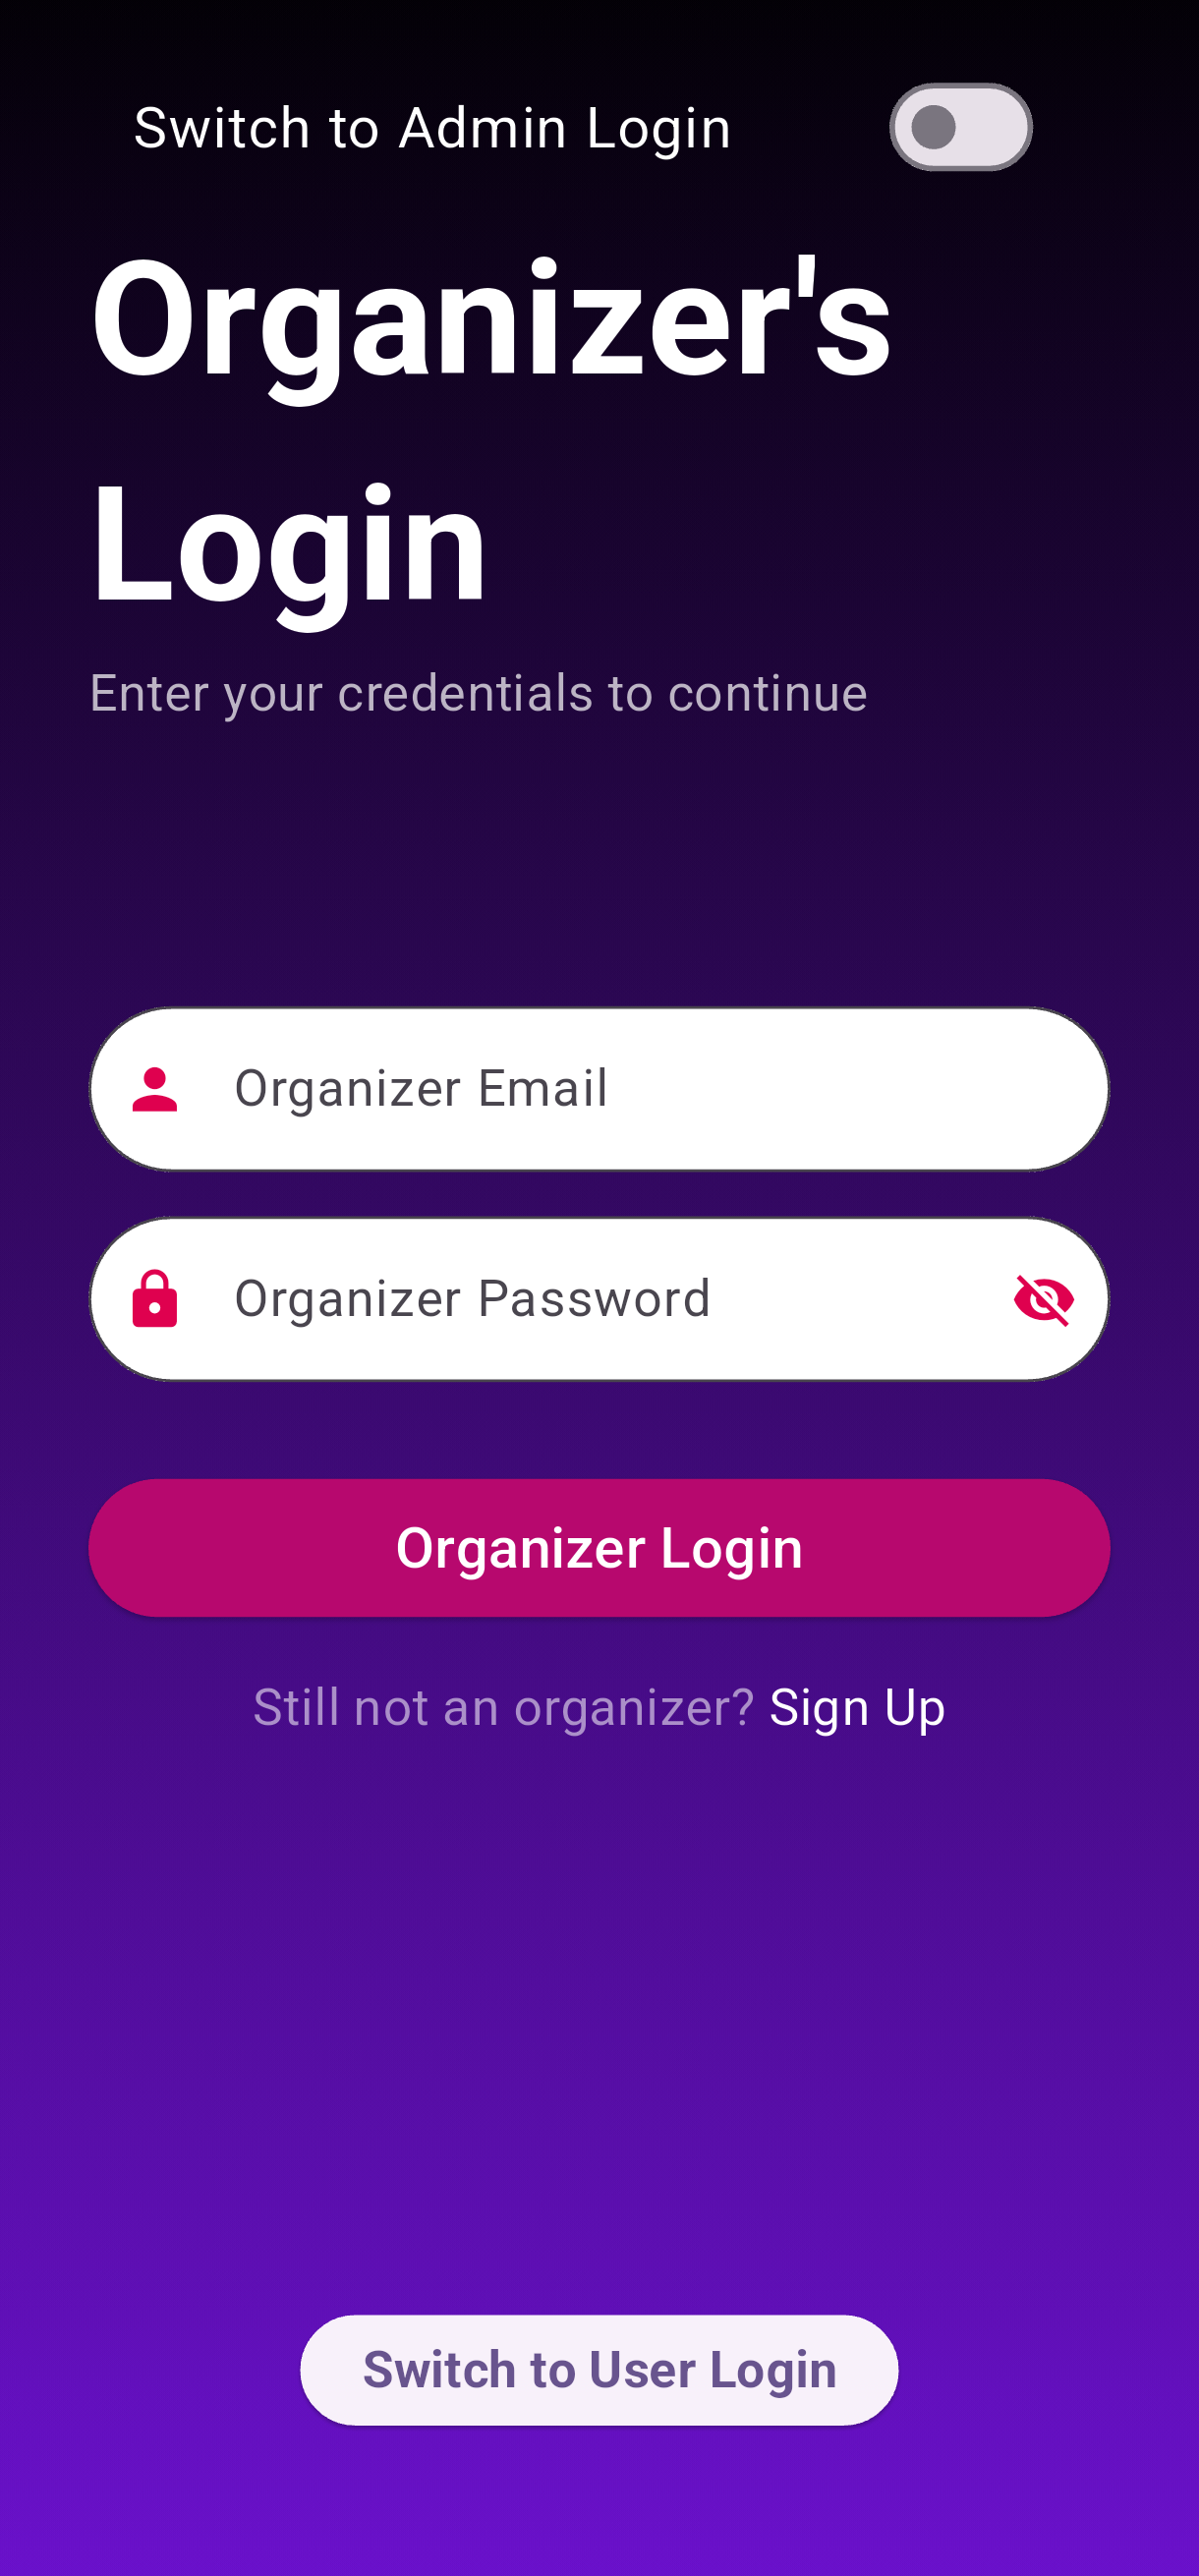 Switch to Admin Login
Organizer's
Login
Enter your credentials to continue
Organizer Email
Organizer Password
Organizer Login
Still not an organizer? Sign Up
Switch to User Login